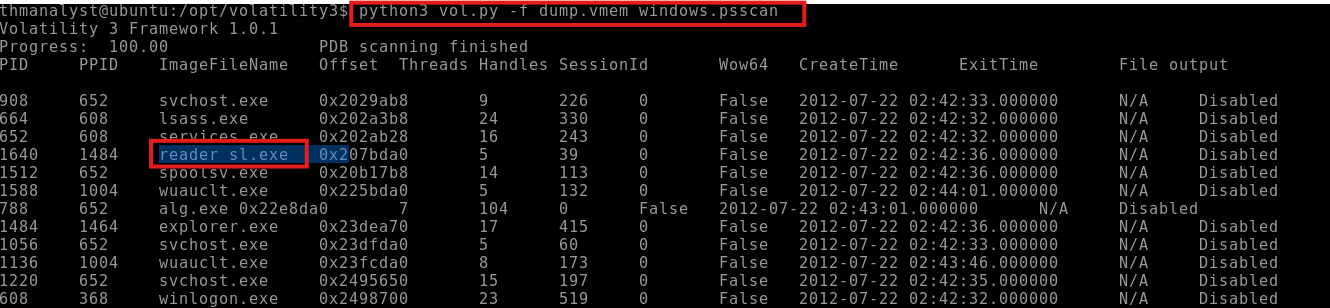 thmanalyst@ubuntu:/opt/volatility3$ python3 vol.py -f dump.vmem windows.psscan
Volatility 3 Framework 1.0.1
Progress:  100.00               PDB scanning finished
PID     PPID    ImageFileName   Offset  Threads Handles SessionId       Wow64   CreateTime      ExitTime        File output
908     652     svchost.exe     0x2029ab8       9       226     0       False   2012-07-22 02:42:33.000000      N/A     Disabled
664     608     lsass.exe       0x202a3b8       24      330     0       False   2012-07-22 02:42:32.000000      N/A     Disabled
652     608     services.exe    0x202ab28       16      243     0       False   2012-07-22 02:42:32.000000      N/A     Disabled
1640    1484    reader_sl.exe   0x207bda0       5       39      0       False   2012-07-22 02:42:36.000000      N/A     Disabled
1512    652     spoolsv.exe     0x20b17b8       14      113     0       False   2012-07-22 02:42:36.000000      N/A     Disabled
1588    1004    wuauclt.exe     0x225bda0       5       132     0       False   2012-07-22 02:44:01.000000      N/A     Disabled
788     652     alg.exe 0x22e8da0       7       104     0       False   2012-07-22 02:43:01.000000      N/A     Disabled
1484    1464    explorer.exe    0x23dea70       17      415     0       False   2012-07-22 02:42:36.000000      N/A     Disabled
1056    652     svchost.exe     0x23dfda0       5       60      0       False   2012-07-22 02:42:33.000000      N/A     Disabled
1136    1004    wuauclt.exe     0x23fcda0       8       173     0       False   2012-07-22 02:43:46.000000      N/A     Disabled
1220    652     svchost.exe     0x2495650       15      197     0       False   2012-07-22 02:42:35.000000      N/A     Disabled
608     368     winlogon.exe    0x2498700       23      519     0       False   2012-07-22 02:42:32.000000      N/A     Disabled